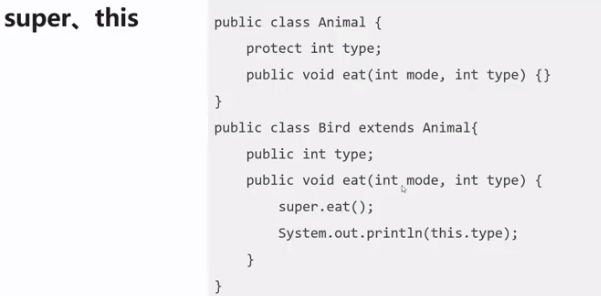 super、this
public class Animal {
    protect int type;
    public void eat(int mode, int type) {}
}
public class Bird extends Animal{
    public int type;
    public void eat(int mode, int type) {
        super.eat();
        System.out.println(this.type);
    }
}